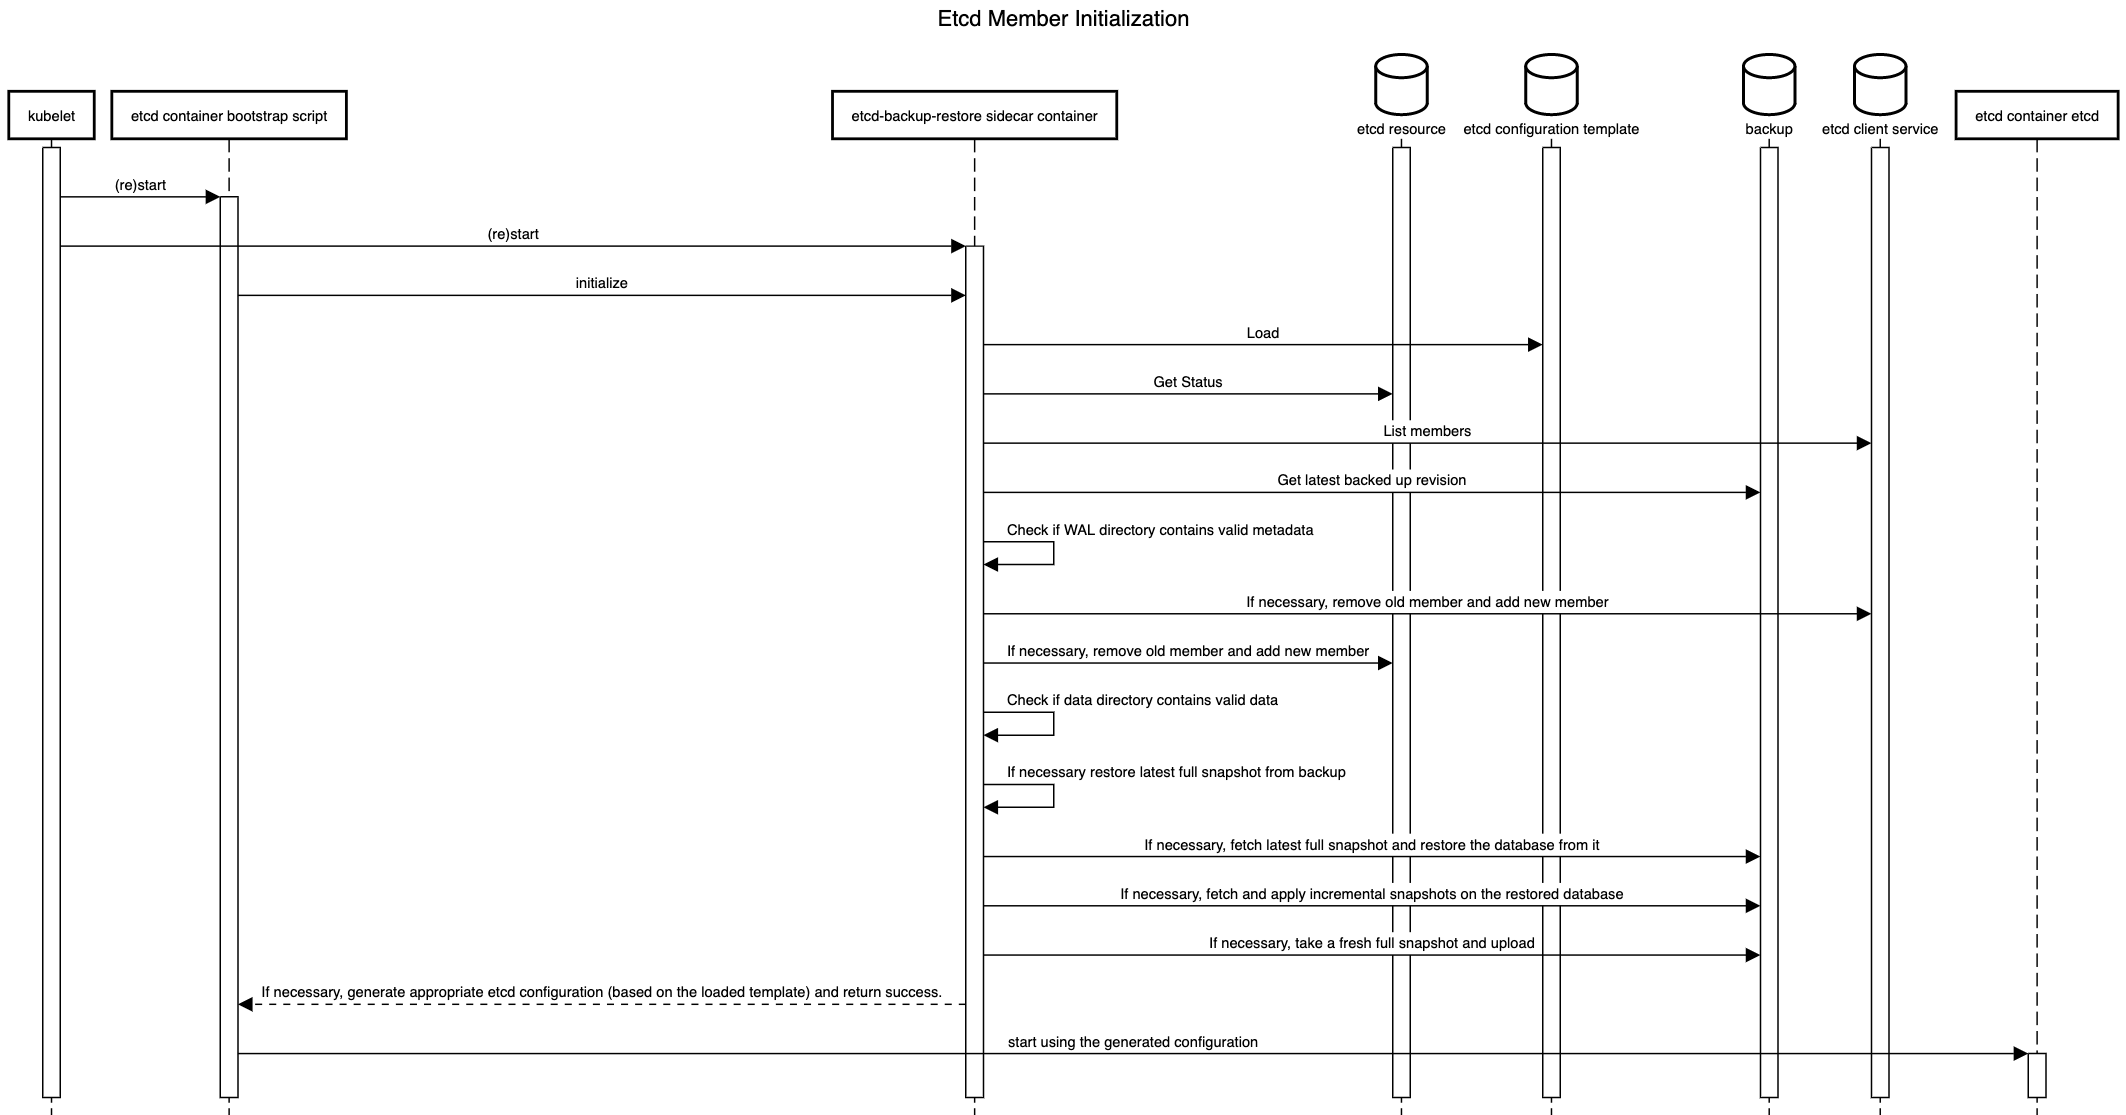 Etcd Member Initialization
kubelet
etcd container bootstrap script
etcd-backup-restore sidecar container
etcd resource
etcd configuration template
backup
etcd client service
etcd container etcd
(re)start
(re)start
initialize
Load
Get Status
List members
Get latest backed up revision
Check if WAL directory contains valid metadata
If necessary, remove old member and add new member
If necessary, remove old member and add new member
Check if data directory contains valid data
If necessary restore latest full snapshot from backup
If necessary, fetch latest full snapshot and restore the database from it
If necessary, fetch and apply incremental snapshots on the restored database
If necessary, take a fresh full snapshot and upload
If necessary, generate appropriate etcd configuration (based on the loaded template) and return success.
start using the generated configuration